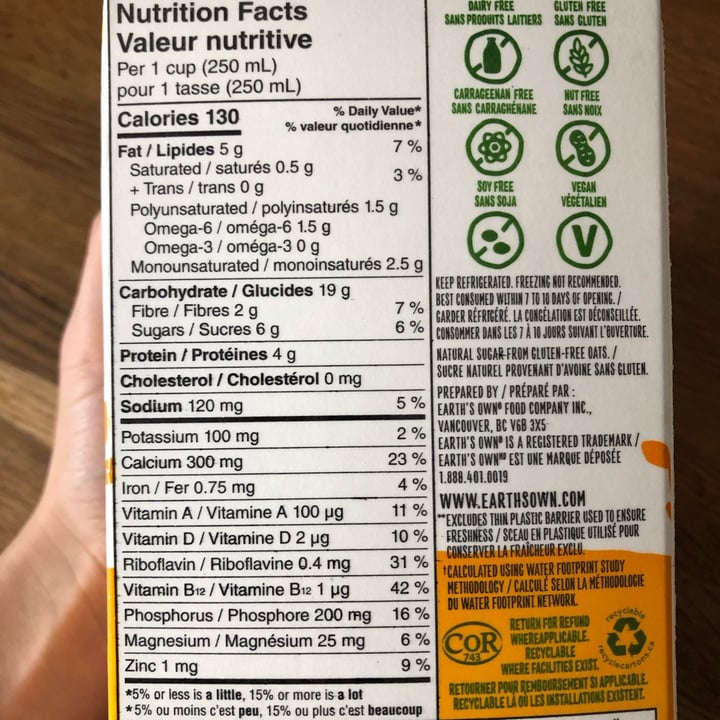 Nutrition Facts
Valeur nutritive
Per 1 cup (250 mL)
pour 1 tasse (250 mL)
Calories 130
% Daily Value*
% valeur quotidienne*
Fat / Lipides 5 g 7 %
Saturated / saturés 0.5 g
+ Trans / trans 0 g 3 %
Polyunsaturated / polyinsaturés 1.5 g
Omega-6 / oméga-6 1.5 g
Omega-3 / oméga-3 0 g
Monounsaturated / monoinsaturés 2.5 g
Carbohydrate / Glucides 19 g
Fibre / Fibres 2 g 7 %
Sugars / Sucres 6 g 6 %
Protein / Protéines 4 g
Cholesterol / Cholestérol 0 mg
Sodium 120 mg 5 %
Potassium 100 mg 2 %
Calcium 300 mg 23 %
Iron / Fer 0.75 mg 4 %
Vitamin A / Vitamine A 100 µg 11 %
Vitamin D / Vitamine D 2 µg 10 %
Riboflavin / Riboflavine 0.4 mg 31 %
Vitamin B12 / Vitamine B12 1 µg 42 %
Phosphorus / Phosphore 200 mg 16 %
Magnesium / Magnésium 25 mg 6 %
Zinc 1 mg 9 %
*5% or less is a little, 15% or more is a lot
*5% ou moins c'est peu, 15% ou plus c'est beaucoup
DAIRY FREE
SANS PRODUITS LAITIERS
GLUTEN FREE
SANS GLUTEN
CARRAGEENAN FREE
SANS CARRAGHÉNANE
NUT FREE
SANS NOIX
SOY FREE
SANS SOJA
VEGAN
VÉGÉTALIEN
V
KEEP REFRIGERATED. FREEZING NOT RECOMMENDED.
BEST CONSUMED WITHIN 7 TO 10 DAYS OF OPENING. /
GARDER RÉFRIGÉRÉ. LA CONGÉLATION EST DÉCONSEILLÉE.
CONSOMMER DANS LES 7 À 10 JOURS SUIVANT L'OUVERTURE.
NATURAL SUGAR FROM GLUTEN-FREE OATS. /
SUCRE NATUREL PROVENANT D'AVOINE SANS GLUTEN.
PREPARED BY / PRÉPARÉ PAR :
EARTH'S OWN® FOOD COMPANY INC.,
VANCOUVER, BC V6B 3X5
EARTH'S OWN® IS A REGISTERED TRADEMARK /
EARTH'S OWN MD EST UNE MARQUE DÉPOSÉE
1.888.401.0019
WWW.EARTHSOWN.COM
**EXCLUDES THIN PLASTIC BARRIER USED TO ENSURE
FRESHNESS / SCEAU EN PLASTIQUE UTILISÉ POUR
CONSERVER LA FRAÎCHEUR EXCLU.
†CALCULATED USING WATER FOOTPRINT STUDY
METHODOLOGY / CALCULÉ SELON LA MÉTHODOLOGIE
DU WATER FOOTPRINT NETWORK.
COR
743
RETURN FOR REFUND
WHERE APPLICABLE.
RECYCLABLE
WHERE FACILITIES EXIST.
recyclable
recyclecartons.ca
RETOURNER POUR REMBOURSEMENT SI APPLICABLE.
RECYCLABLE LÀ OÙ LES INSTALLATIONS EXISTENT.